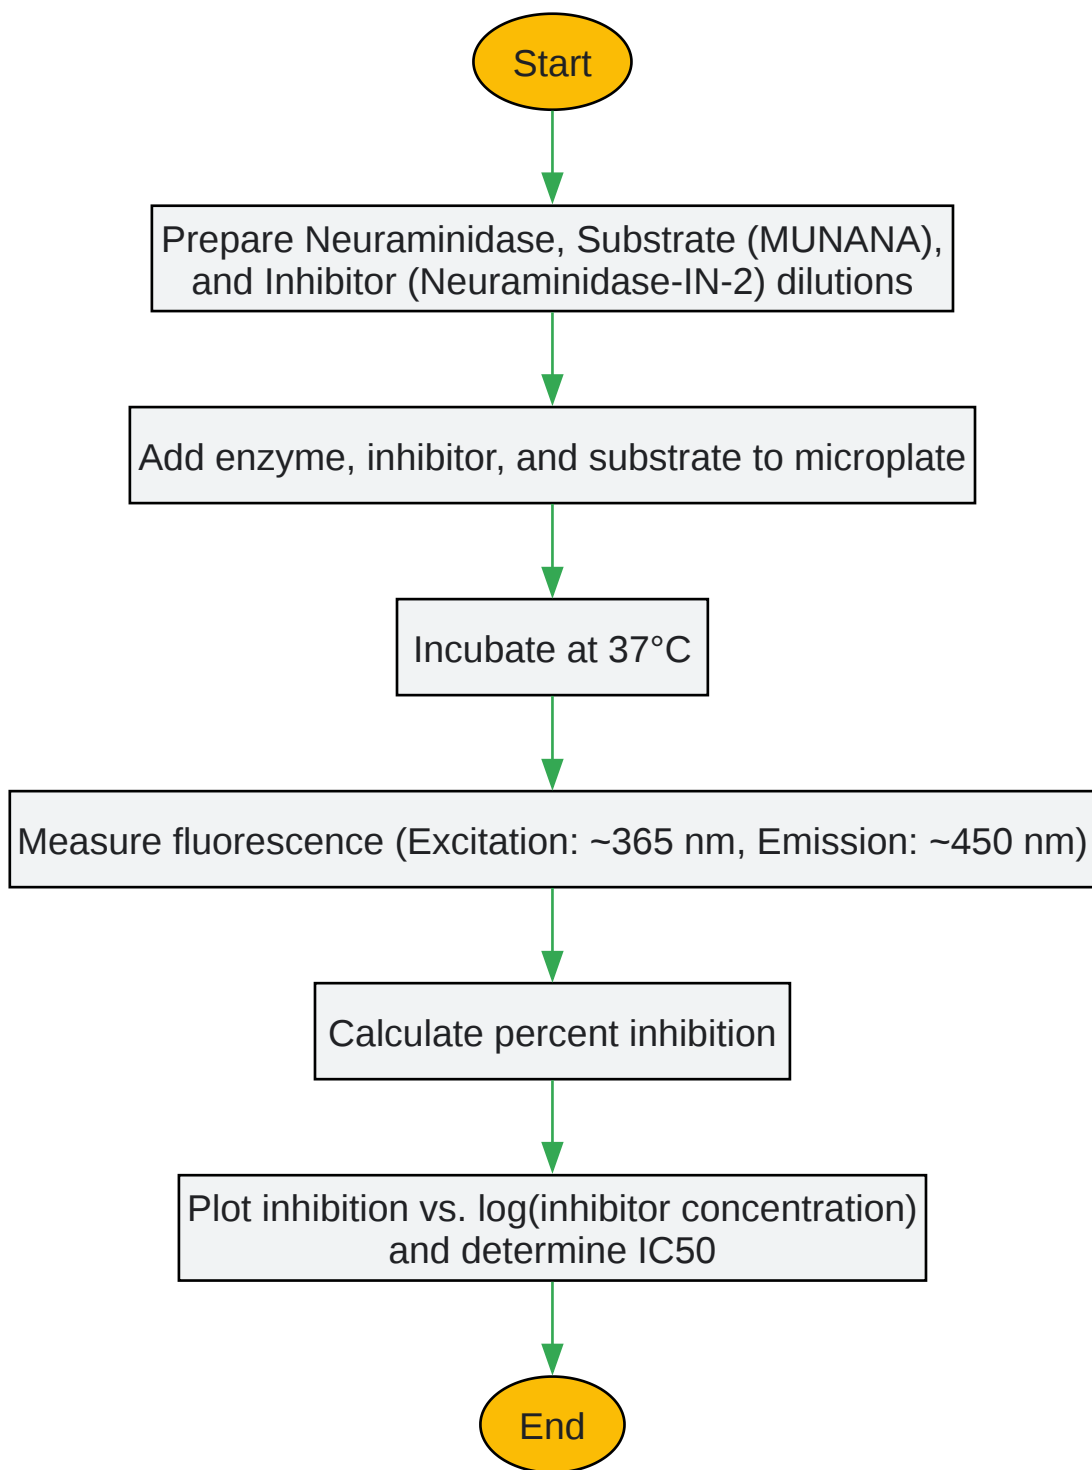 Start
Prepare Neuraminidase, Substrate (MUNANA),
and Inhibitor (Neuraminidase-IN-2) dilutions
Add enzyme, inhibitor, and substrate to microplate
Incubate at 37°C
Measure fluorescence (Excitation: ~365 nm, Emission: ~450 nm)
Calculate percent inhibition
Plot inhibition vs. log(inhibitor concentration)
and determine IC50
End